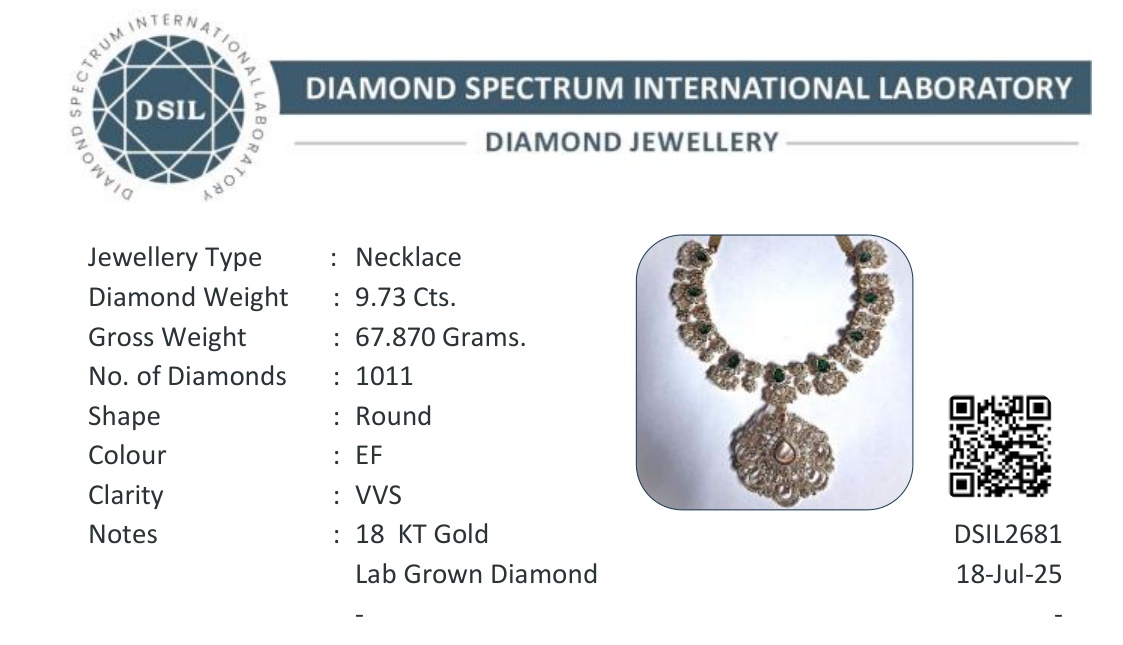 DIAMOND SPECTRUM INTERNATIONAL LABORATORY
DSIL
DIAMOND SPECTRUM INTERNATIONAL LABORATORY
DIAMOND JEWELLERY
Jewellery Type : Necklace
Diamond Weight : 9.73 Cts.
Gross Weight : 67.870 Grams.
No. of Diamonds : 1011
Shape : Round
Colour : EF
Clarity : VVS
Notes : 18 KT Gold
Lab Grown Diamond
-
DSIL2681
18-Jul-25
-